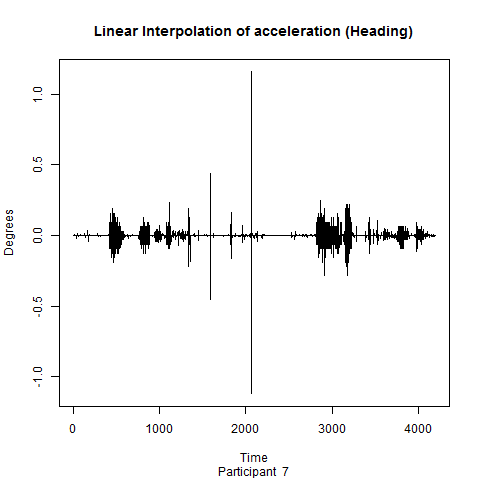 Linear Interpolation of acceleration (Heading)
1.0
0.5
0.0
-0.5
-1.0
Degrees
0 1000 2000 3000 4000
Time
Participant 7